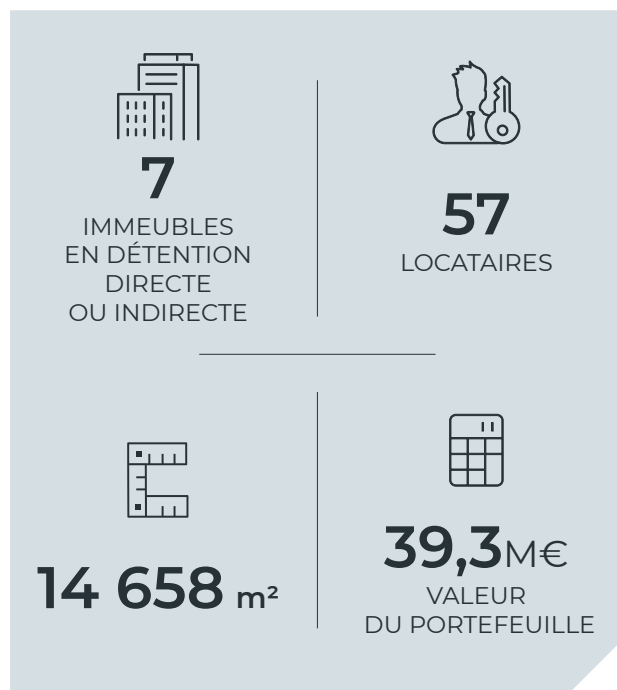 7
IMMEUBLES
EN DÉTENTION
DIRECTE
OU INDIRECTE
57
LOCATAIRES
14 658 m²
39,3M€
VALEUR
DU PORTEFEUILLE